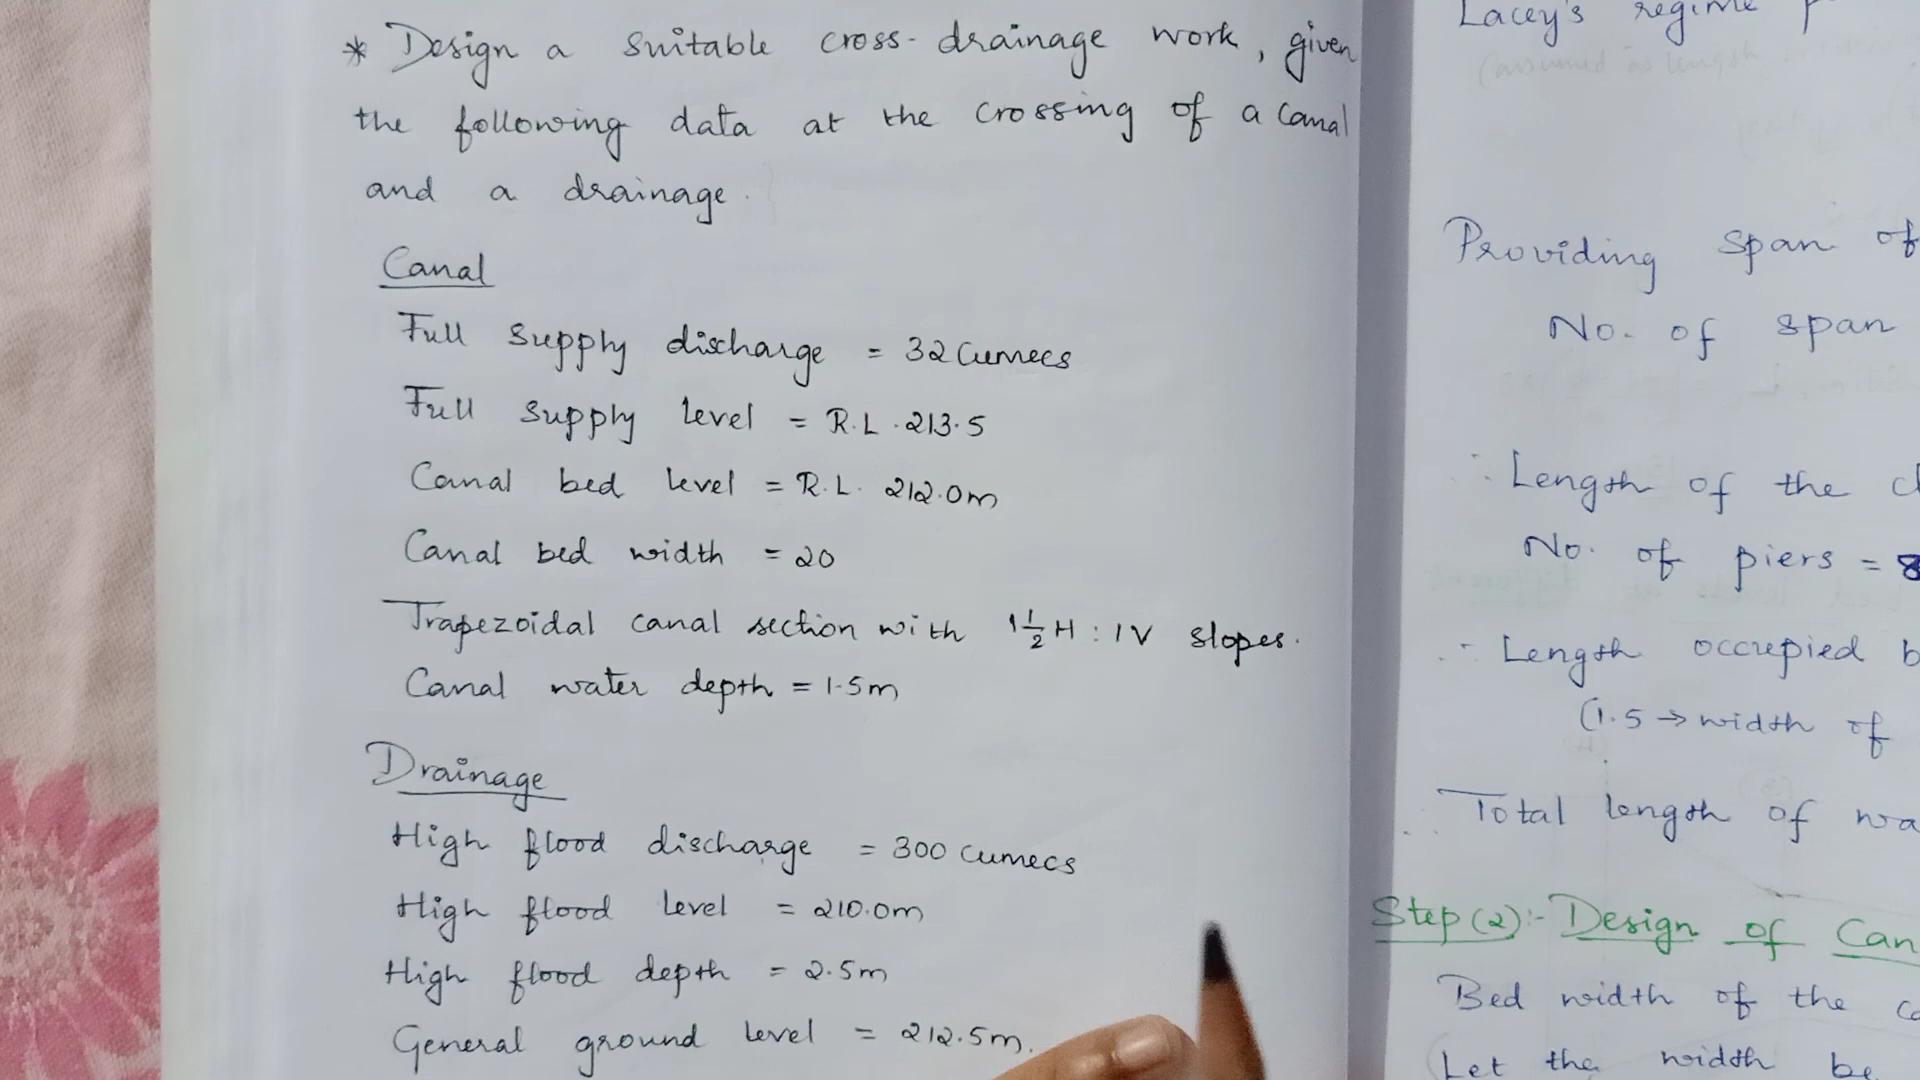 * Design a suitable cross-drainage work, given
the following data at the crossing of a canal
and a drainage.
Canal
Full supply discharge = 32 Cumecs
Full supply level = R.L. 213.5
Canal bed level = R.L. 212.0m
Canal bed width = 20
Trapezoidal canal section with 1 1/2 H : 1V slopes.
Canal water depth = 1.5m
Drainage
High flood discharge = 300 cumecs
High flood level = 210.0m
High flood depth = 2.5m
General ground level = 212.5m.
Lacey's regime
Providing span of
No. of span
∴ Length of the
No. of piers = 8
∴ Length occupied
(1.5 → width of
∴ Total length of
Step (2):- Design of
Bed width of the
Let the width be